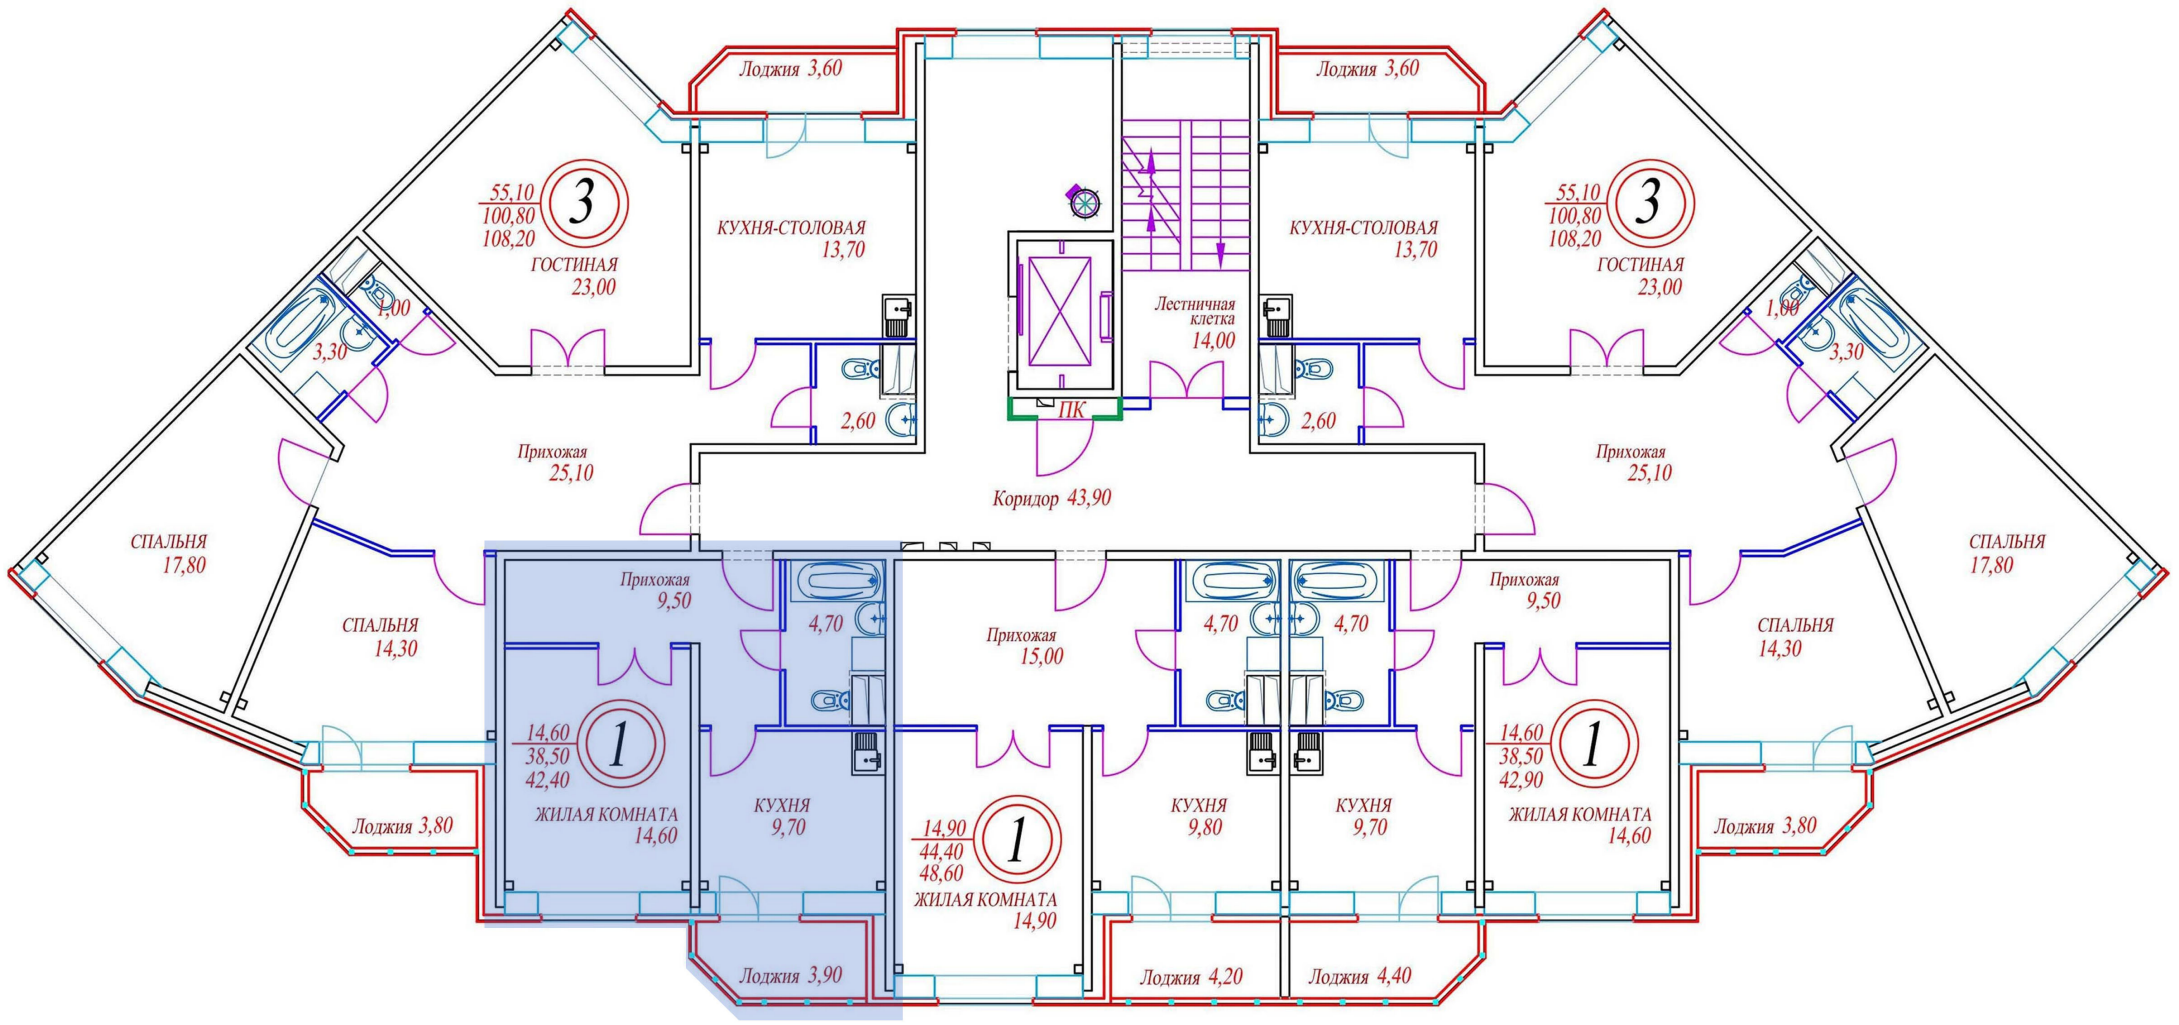 Лоджия 3,60
Лоджия 3,60
55,10
100,80
108,20
3
ГОСТИНАЯ
23,00
КУХНЯ-СТОЛОВАЯ
13,70
КУХНЯ-СТОЛОВАЯ
13,70
55,10
100,80
108,20
3
ГОСТИНАЯ
23,00
1,00
3,30
Лестничная
клетка
14,00
1,00
3,30
2,60
ПК
2,60
Прихожая
25,10
Коридор 43,90
Прихожая
25,10
СПАЛЬНЯ
17,80
СПАЛЬНЯ
17,80
СПАЛЬНЯ
14,30
Прихожая
9,50
4,70
Прихожая
15,00
4,70
4,70
Прихожая
9,50
СПАЛЬНЯ
14,30
14,60
38,50
42,40
1
ЖИЛАЯ КОМНАТА
14,60
КУХНЯ
9,70
14,90
44,40
48,60
1
ЖИЛАЯ КОМНАТА
14,90
КУХНЯ
9,80
КУХНЯ
9,70
14,60
38,50
42,90
1
ЖИЛАЯ КОМНАТА
14,60
Лоджия 3,80
Лоджия 3,80
Лоджия 3,90
Лоджия 4,20
Лоджия 4,40